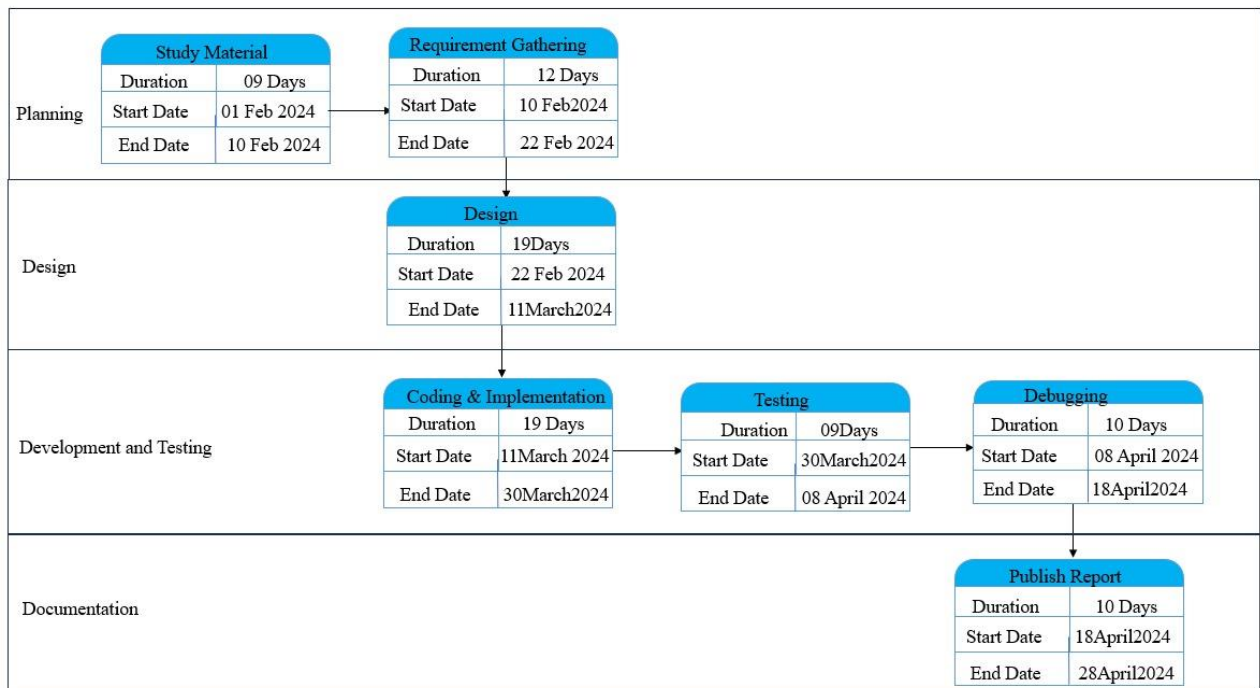 Planning
Study Material
Duration 09 Days
Start Date 01 Feb 2024
End Date 10 Feb 2024
Requirement Gathering
Duration 12 Days
Start Date 10 Feb2024
End Date 22 Feb 2024
Design
Design
Duration 19Days
Start Date 22 Feb 2024
End Date 11March2024
Development and Testing
Coding & Implementation
Duration 19 Days
Start Date 11March 2024
End Date 30March2024
Testing
Duration 09Days
Start Date 30March2024
End Date 08 April 2024
Debugging
Duration 10 Days
Start Date 08 April 2024
End Date 18April2024
Documentation
Publish Report
Duration 10 Days
Start Date 18April2024
End Date 28April2024